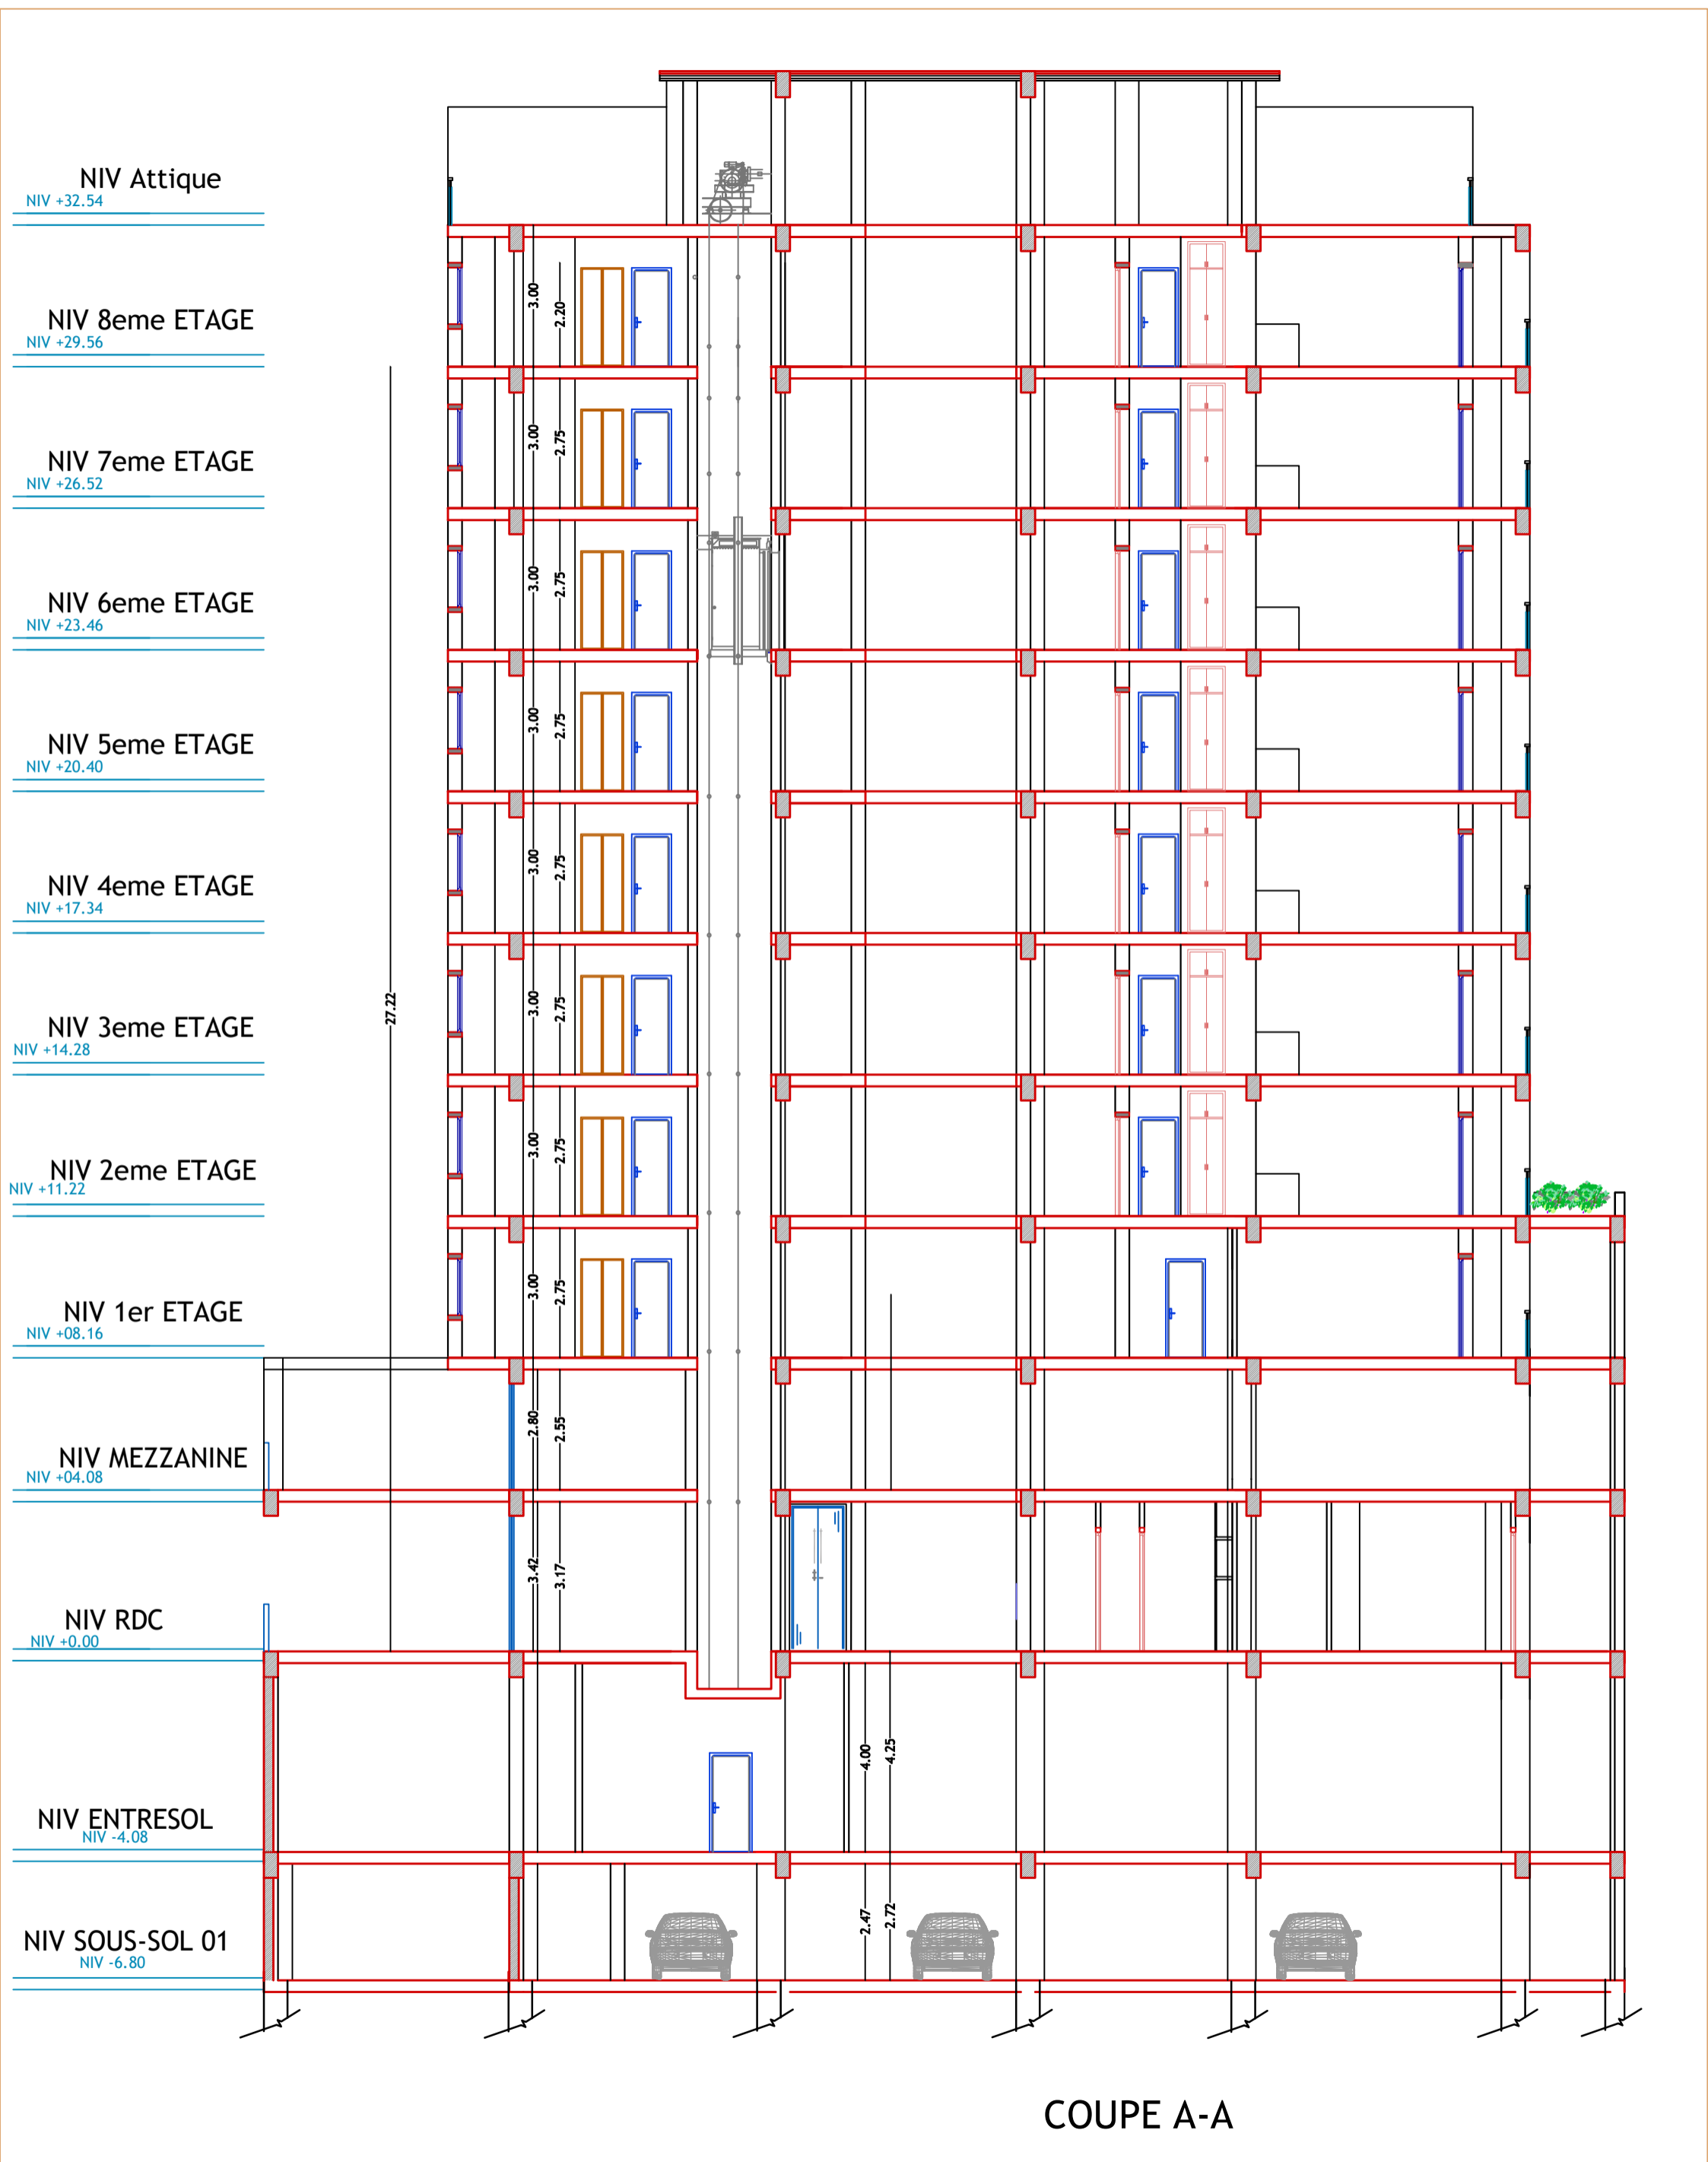 NIV Attique
NIV +32.54
3.00
2.20
NIV 8eme ETAGE
NIV +29.56
3.00
2.75
NIV 7eme ETAGE
NIV +26.52
3.00
2.75
NIV 6eme ETAGE
NIV +23.46
3.00
2.75
NIV 5eme ETAGE
NIV +20.40
3.00
2.75
NIV 4eme ETAGE
NIV +17.34
27.22
3.00
2.75
NIV 3eme ETAGE
NIV +14.28
3.00
2.75
NIV 2eme ETAGE
NIV +11.22
3.00
2.75
NIV 1er ETAGE
NIV +08.16
2.80
2.55
NIV MEZZANINE
NIV +04.08
3.42
3.17
NIV RDC
NIV +0.00
4.00
4.25
NIV ENTRESOL
NIV -4.08
2.47
2.72
NIV SOUS-SOL 01
NIV -6.80
COUPE A-A